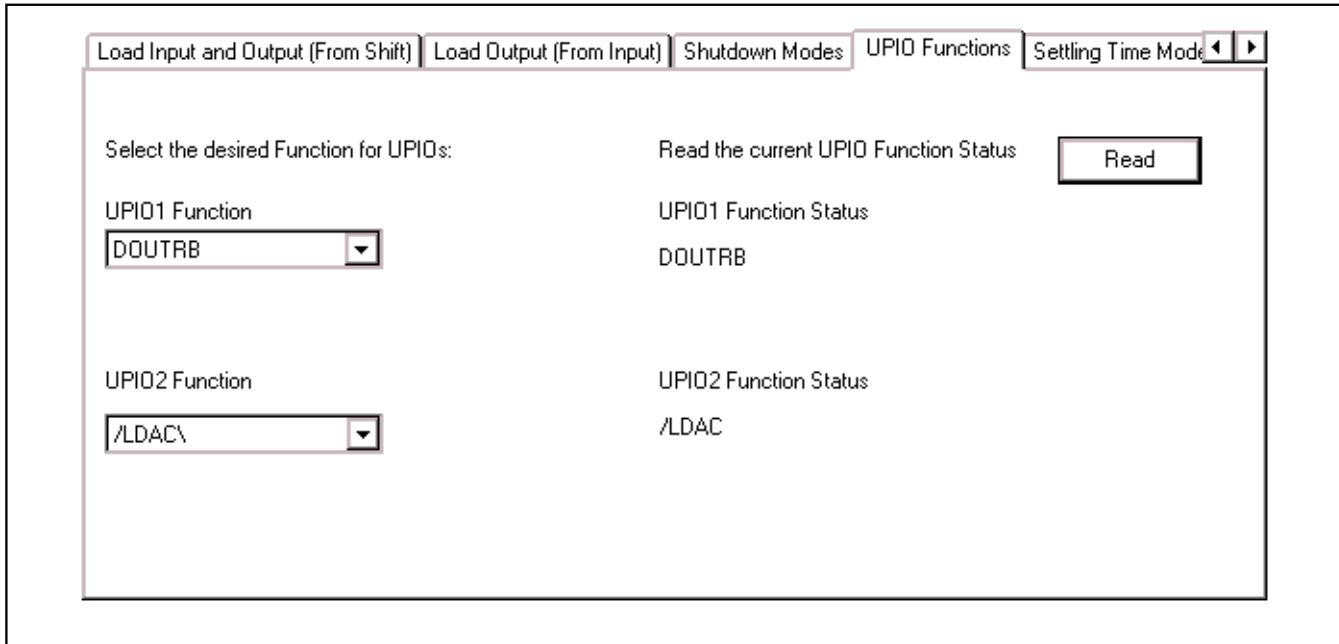 Load Input and Output (From Shift) Load Output (From Input) Shutdown Modes UPIO Functions Settling Time Mode
Select the desired Function for UPIOs: Read the current UPIO Function Status Read
UPIO1 Function UPIO1 Function Status
DOUTRB DOUTRB
UPIO2 Function UPIO2 Function Status
/LDAC\ /LDAC